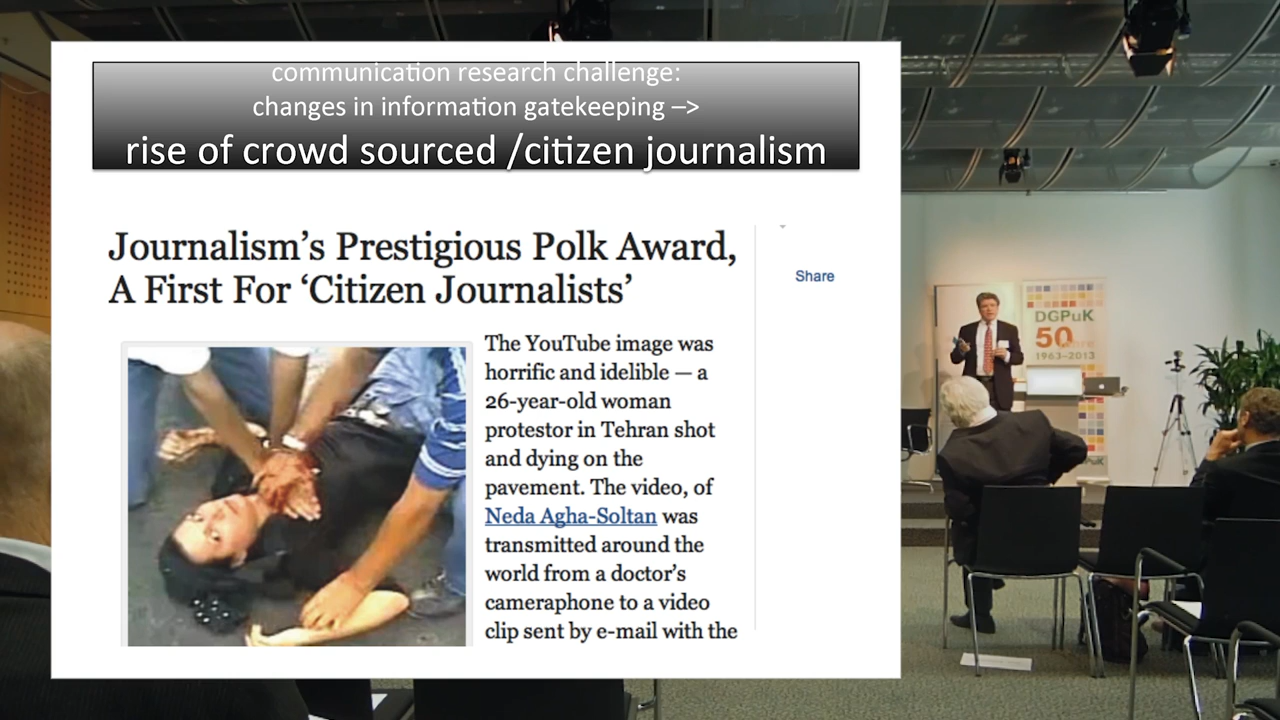 communication research challenge:
changes in information gatekeeping –>
rise of crowd sourced /citizen journalism
Journalism’s Prestigious Polk Award,
A First For ‘Citizen Journalists’
Share
The YouTube image was
horrific and idelible — a
26-year-old woman
protestor in Tehran shot
and dying on the
pavement. The video, of
Neda Agha-Soltan was
transmitted around the
world from a doctor’s
cameraphone to a video
clip sent by e-mail with the
DGPuK
50
1963–2013